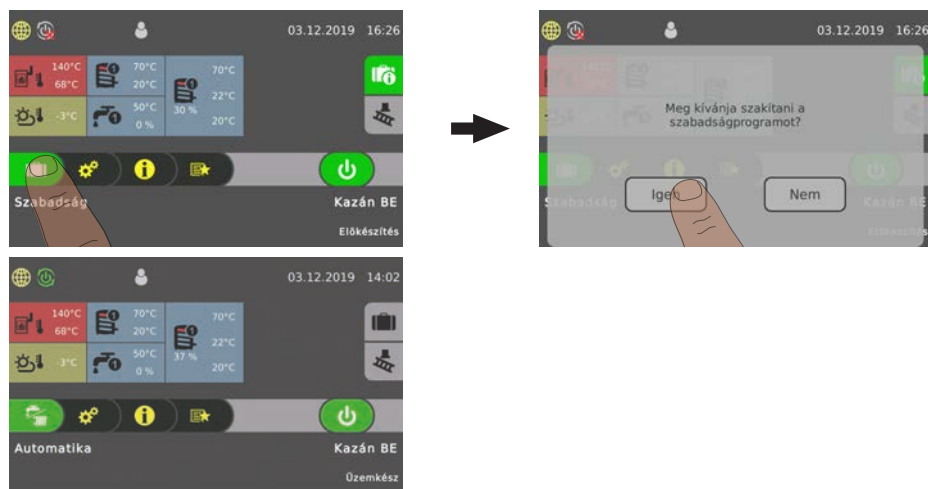 03.12.2019 16:26
140°C 70°C 70°C
68°C 20°C
22°C
-3°C 50°C 30 %
0 % 20°C
Szabadság Kazán BE
Előkészítés
03.12.2019 16:26
Meg kívánja szakítani a
szabadságprogramot?
Igen Nem
03.12.2019 14:02
140°C 70°C 70°C
68°C 20°C
22°C
-3°C 50°C 37 %
0 % 20°C
Automatika Kazán BE
Üzemkész